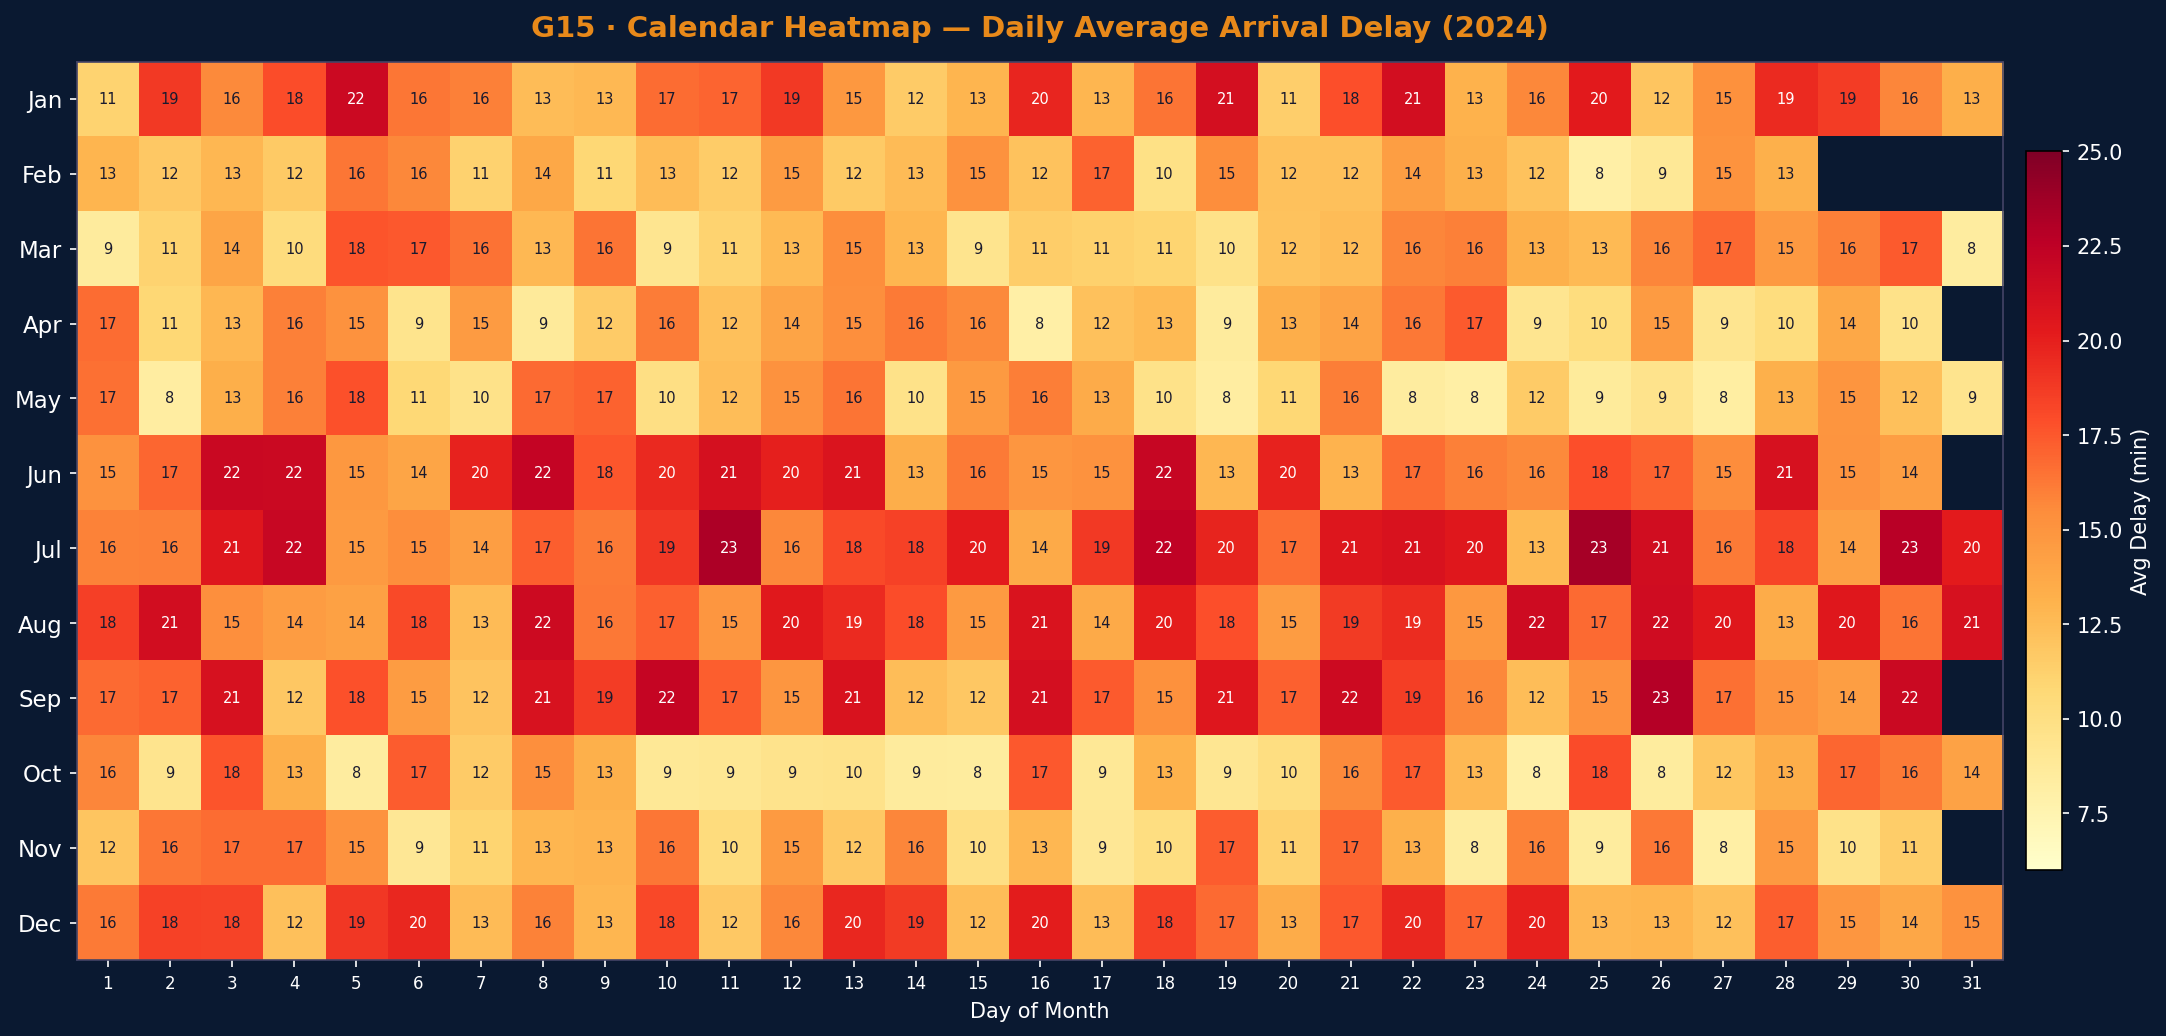 G15 · Calendar Heatmap — Daily Average Arrival Delay (2024)
Jan 11 19 16 18 22 16 16 13 13 17 17 19 15 12 13 20 13 16 21 11 18 21 13 16 20 12 15 19 19 16 13
Feb 13 12 13 12 16 16 11 14 11 13 12 15 12 13 15 12 17 10 15 12 12 14 13 12 8 9 15 13
Mar 9 11 14 10 18 17 16 13 16 9 11 13 15 13 9 11 11 11 10 12 12 16 16 13 13 16 17 15 16 17 8
Apr 17 11 13 16 15 9 15 9 12 16 12 14 15 16 16 8 12 13 9 13 14 16 17 9 10 15 9 10 14 10
May 17 8 13 16 18 11 10 17 17 10 12 15 16 10 15 16 13 10 8 11 16 8 8 12 9 9 8 13 15 12 9
Jun 15 17 22 22 15 14 20 22 18 20 21 20 21 13 16 15 15 22 13 20 13 17 16 16 18 17 15 21 15 14
Jul 16 16 21 22 15 15 14 17 16 19 23 16 18 18 20 14 19 22 20 17 21 21 20 13 23 21 16 18 14 23 20
Aug 18 21 15 14 14 18 13 22 16 17 15 20 19 18 15 21 14 20 18 15 19 19 15 22 17 22 20 13 20 16 21
Sep 17 17 21 12 18 15 12 21 19 22 17 15 21 12 12 21 17 15 21 17 22 19 16 12 15 23 17 15 14 22
Oct 16 9 18 13 8 17 12 15 13 9 9 9 10 9 8 17 9 13 9 10 16 17 13 8 18 8 12 13 17 16 14
Nov 12 16 17 17 15 9 11 13 13 16 10 15 12 16 10 13 9 10 17 11 17 13 8 16 9 16 8 15 10 11
Dec 16 18 18 12 19 20 13 16 13 18 12 16 20 19 12 20 13 18 17 13 17 20 17 20 13 13 12 17 15 14 15
1 2 3 4 5 6 7 8 9 10 11 12 13 14 15 16 17 18 19 20 21 22 23 24 25 26 27 28 29 30 31
Day of Month
25.0
22.5
20.0
17.5
15.0
12.5
10.0
7.5
Avg Delay (min)